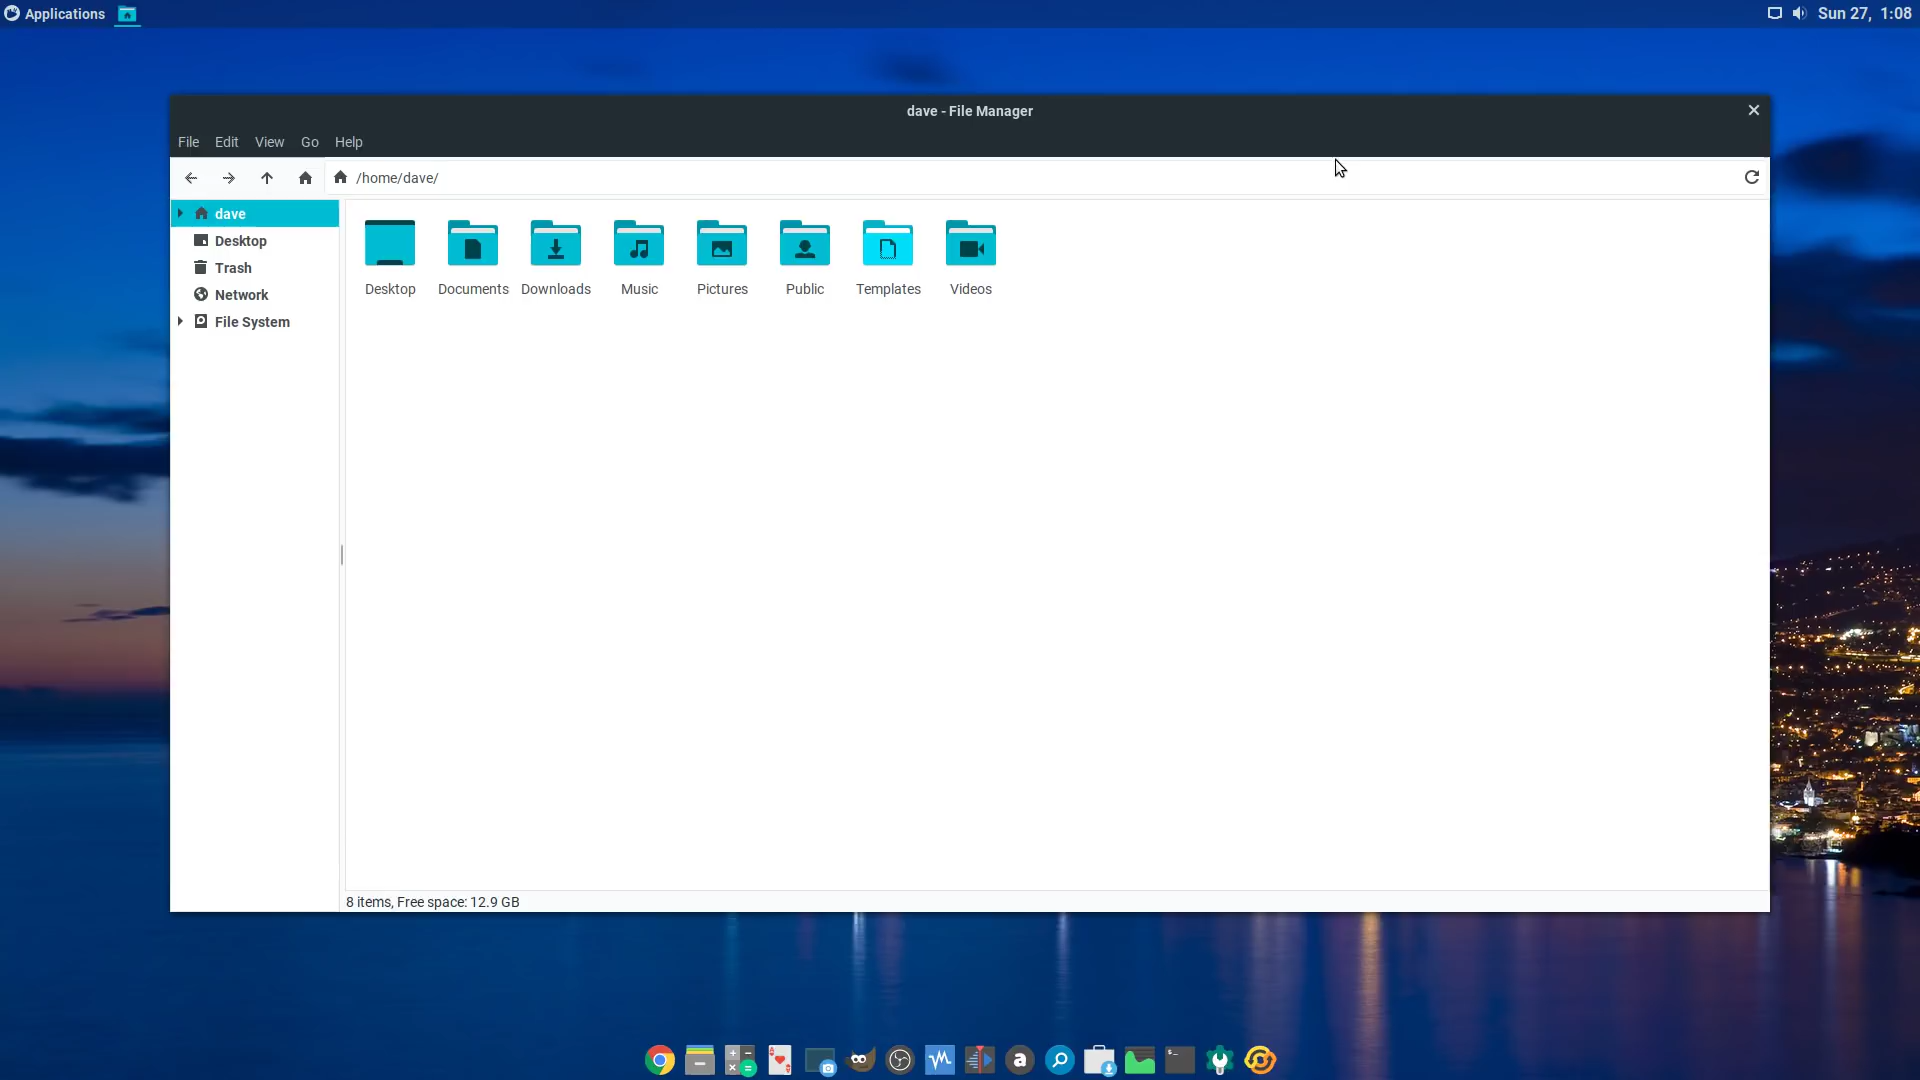 Applications
Sun 27, 1:08
dave - File Manager
File Edit View Go Help
/home/dave/
dave
Desktop
Trash
Network
File System
Desktop Documents Downloads Music Pictures Public Templates Videos
8 items, Free space: 12.9 GB